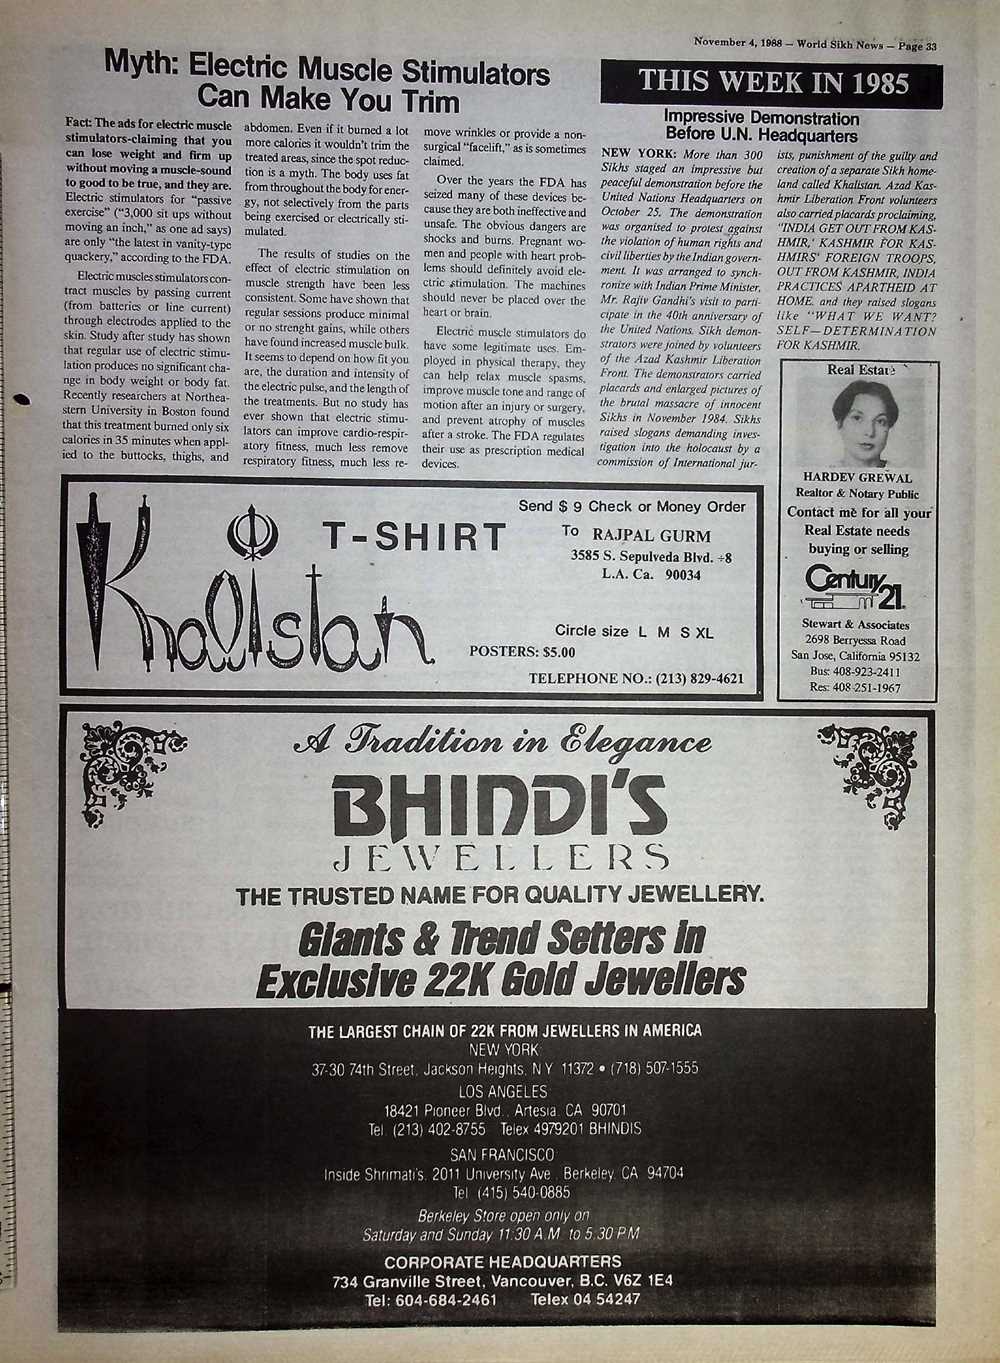 November 4, 1988 — World Sikh News — Page 33
Myth: Electric Muscle Stimulators
Can Make You Trim
Fact: The ads for electric muscle
stimulators-claiming that you
can lose weight and firm up
without moving a muscle-sound
to good to be true, and they are.
Electric stimulators for "passive
exercise" ("3,000 sit ups without
moving an inch," as one ad says)
are only "the latest in vanity-type
quackery," according to the FDA.
Electric muscles stimulators con-
tract muscles by passing current
(from batteries or line current)
through electrodes applied to the
skin. Study after study has shown
that regular use of electric stimu-
lation produces no significant cha-
nge in body weight or body fat.
Recently researchers at Northea-
stern University in Boston found
that this treatment burned only six
calories in 35 minutes when appl-
ied to the buttocks, thighs, and
abdomen. Even if it burned a lot
more calories it wouldn't trim the
treated areas, since the spot reduc-
tion is a myth. The body uses fat
from throughout the body for ener-
gy, not selectively from the parts
being exercised or electrically sti-
mulated.
The results of studies on the
effect of electric stimulation on
muscle strength have been less
consistent. Some have shown that
regular sessions produce minimal
or no strenght gains, while others
have found increased muscle bulk.
It seems to depend on how fit you
are, the duration and intensity of
the electric pulse, and the length of
the treatments. But no study has
ever shown that electric stimu-
lators can improve cardio-respir-
atory fitness, much less remove
respiratory fitness, much less re-
move wrinkles or provide a non-
surgical "facelift," as is sometimes
claimed.
Over the years the FDA has
seized many of these devices be-
cause they are both ineffective and
unsafe. The obvious dangers are
shocks and burns. Pregnant wo-
men and people with heart prob-
lems should definitely avoid ele-
ctric stimulation. The machines
should never be placed over the
heart or brain.
Electric muscle stimulators do
have some legitimate uses. Em-
ployed in physical therapy, they
can help relax muscle spasms,
improve muscle tone and range of
motion after an injury or surgery,
and prevent atrophy of muscles
after a stroke. The FDA regulates
their use as prescription medical
devices.
THIS WEEK IN 1985
Impressive Demonstration
Before U.N. Headquarters
NEW YORK: More than 300
Sikhs staged an impressive but
peaceful demonstration before the
United Nations Headquarters on
October 25. The demonstration
was organised to protest against
the violation of human rights and
civil liberties by the Indian govern-
ment. It was arranged to synch-
ronize with Indian Prime Minister,
Mr. Rajiv Gandhi's visit to parti-
cipate in the 40th anniversary of
the United Nations. Sikh demon-
strators were joined by volunteers
of the Azad Kashmir Liberation
Front. The demonstrators carried
placards and enlarged pictures of
the brutal massacre of innocent
Sikhs in November 1984. Sikhs
raised slogans demanding inves-
tigation into the holocaust by a
commission of International jur-
ists, punishment of the guilty and
creation of a separate Sikh home-
land called Khalistan. Azad Kas-
hmir Liberation Front volunteers
also carried placards proclaiming,
"INDIA GET OUT FROM KAS-
HMIR,' KASHMIR FOR KAS-
HMIRS' FOREIGN TROOPS,
OUT FROM KASHMIR, INDIA
PRACTICES APARTHEID AT
HOME. and they raised slogans
like "WHAT WE WANT?
SELF—DETERMINATION
FOR KASHMIR.
Real Estate
HARDEV GREWAL
Realtor & Notary Public
Contact me for all your
Real Estate needs
buying or selling
Century 21
Stewart & Associates
2698 Berryessa Road
San Jose, California 95132
Bus: 408-923-2411
Res: 408-251-1967
Khalistan
T-SHIRT
Send $ 9 Check or Money Order
To RAJPAL GURM
3585 S. Sepulveda Blvd. ÷8
L.A. Ca. 90034
Circle size L M S XL
POSTERS: $5.00
TELEPHONE NO.: (213) 829-4621
A Tradition in Elegance
BHINDI'S
JEWELLERS
THE TRUSTED NAME FOR QUALITY JEWELLERY.
Giants & Trend Setters in
Exclusive 22K Gold Jewellers
THE LARGEST CHAIN OF 22K FROM JEWELLERS IN AMERICA
NEW YORK
37-30 74th Street, Jackson Heights, N Y 11372 • (718) 507-1555
LOS ANGELES
18421 Pioneer Blvd., Artesia, CA 90701
Tel. (213) 402-8755 Telex 4979201 BHINDIS
SAN FRANCISCO
Inside Shrimati's, 2011 University Ave., Berkeley, CA 94704
Tel (415) 540-0885
Berkeley Store open only on
Saturday and Sunday 11:30 A.M. to 5.30 P.M
CORPORATE HEADQUARTERS
734 Granville Street, Vancouver, B.C. V6Z 1E4
Tel: 604-684-2461 Telex 04 54247